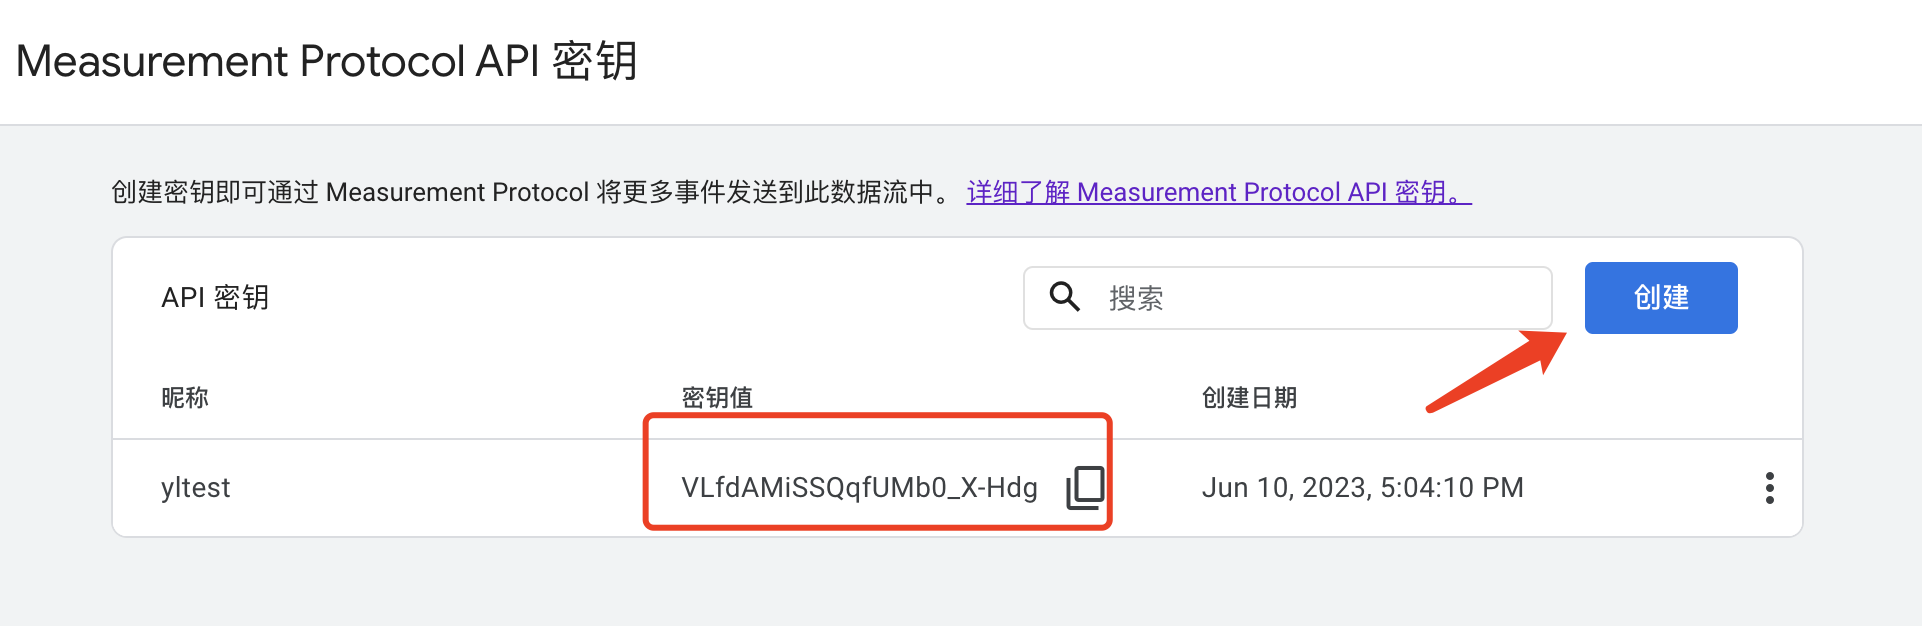 Measurement Protocol API 密钥
创建密钥即可通过 Measurement Protocol 将更多事件发送到此数据流中。 详细了解 Measurement Protocol API 密钥。
API 密钥 搜索 创建
昵称 密钥值 创建日期
yltest VLfdAMiSSQqfUMb0_X-Hdg Jun 10, 2023, 5:04:10 PM